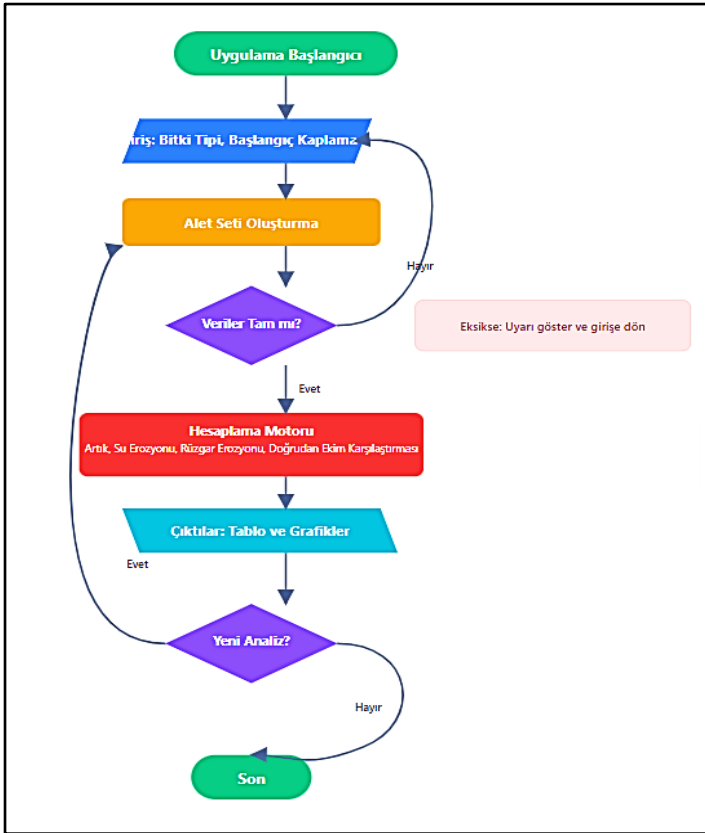 Uygulama Başlangıcı
iriş: Bitki Tipi, Başlangıç Kaplama
Alet Seti Oluşturma
Hayır
Veriler Tam mı?
Eksikse: Uyarı göster ve girişe dön
Evet
Hesaplama Motoru
Artık, Su Erozyonu, Rüzgar Erozyonu, Doğrudan Ekim Karşılaştırması
Çıktılar: Tablo ve Grafikler
Evet
Yeni Analiz?
Hayır
Son